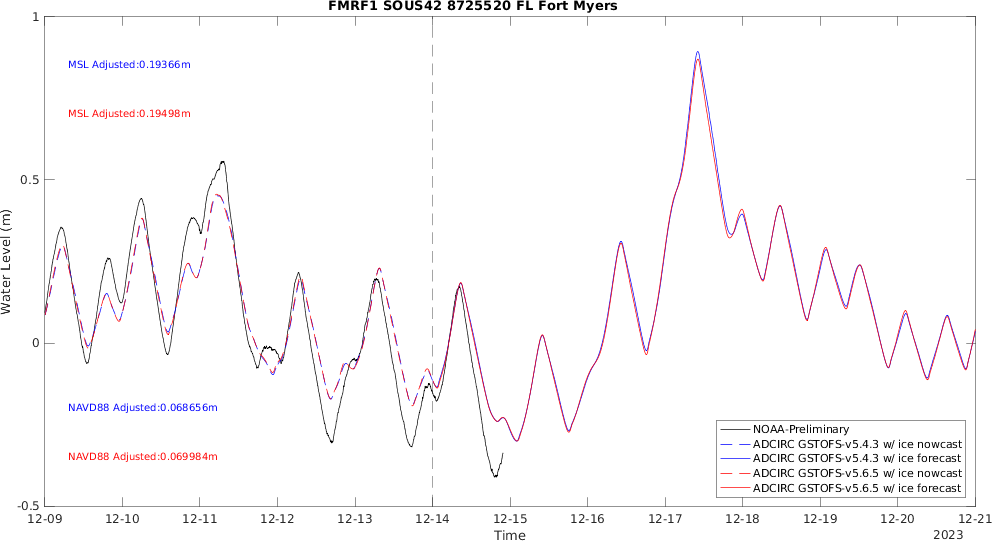 FMRF1 SOUS42 8725520 FL Fort Myers
1
MSL Adjusted:0.19366m
MSL Adjusted:0.19498m
0.5
Water Level (m)
0
NAVD88 Adjusted:0.068656m
NAVD88 Adjusted:0.069984m
NOAA-Preliminary
ADCIRC GSTOFS-v5.4.3 w/ ice nowcast
ADCIRC GSTOFS-v5.4.3 w/ ice forecast
ADCIRC GSTOFS-v5.6.5 w/ ice nowcast
ADCIRC GSTOFS-v5.6.5 w/ ice forecast
-0.5
12-09 12-10 12-11 12-12 12-13 12-14 12-15 12-16 12-17 12-18 12-19 12-20 12-21
Time
2023